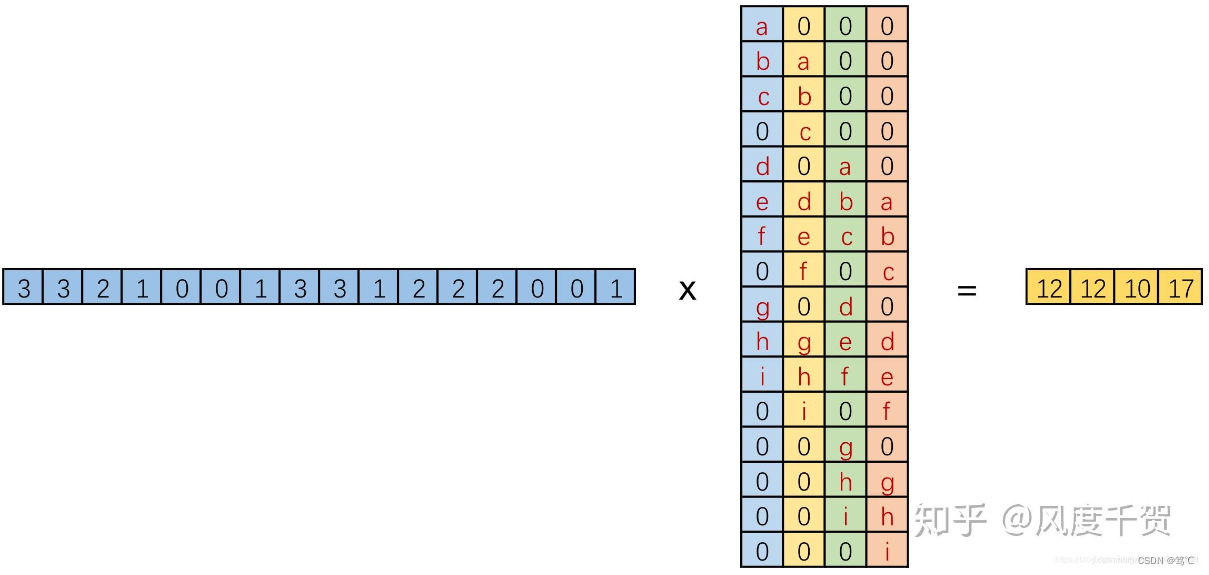 a 0 0 0
b a 0 0
c b 0 0
0 c 0 0
d 0 a 0
e d b a
f e c b
0 f 0 c
3 3 2 1 0 0 1 3 3 1 2 2 2 0 0 1 x g 0 d 0 = 12 12 10 17
h g e d
i h f e
0 i 0 f
0 0 g 0
0 0 h g
0 0 i h
0 0 0 i
知乎 @风度千贺
CSDN @笃℃